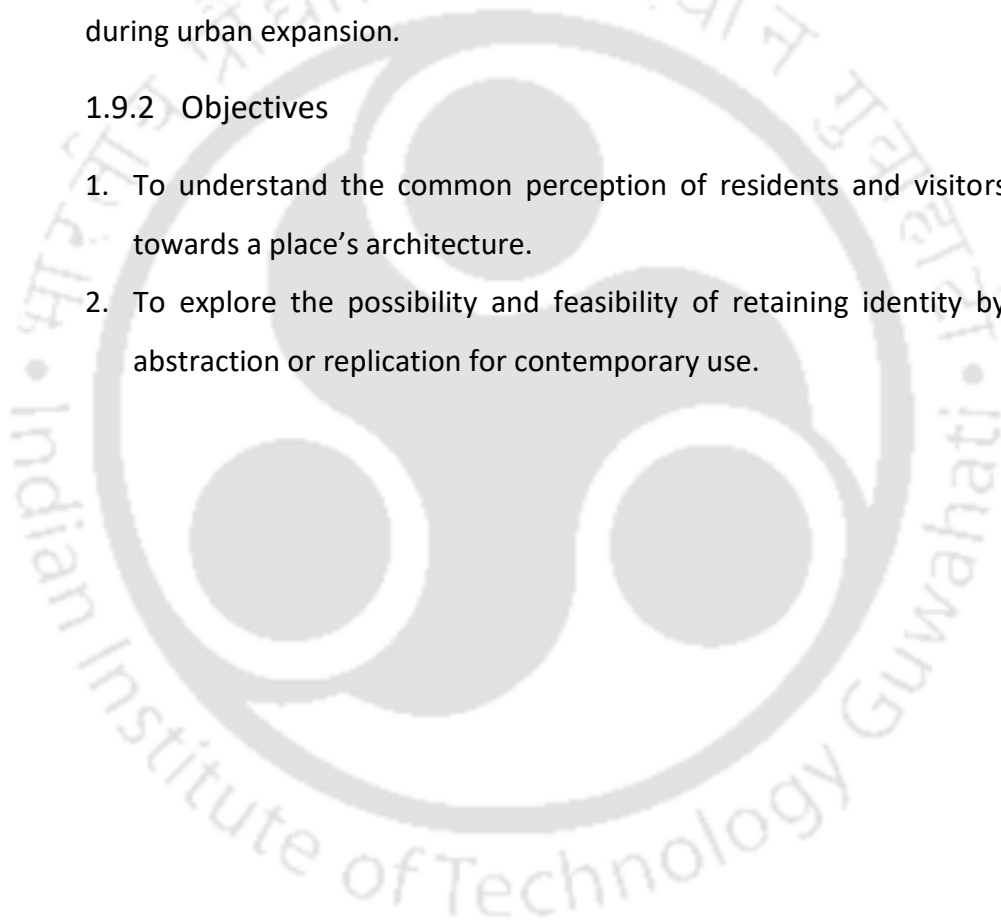 during urban expansion.
1.9.2 Objectives
1. To understand the common perception of residents and visitors
towards a place’s architecture.
2. To explore the possibility and feasibility of retaining identity by
abstraction or replication for contemporary use.
Indian Institute of Technology Guwahati